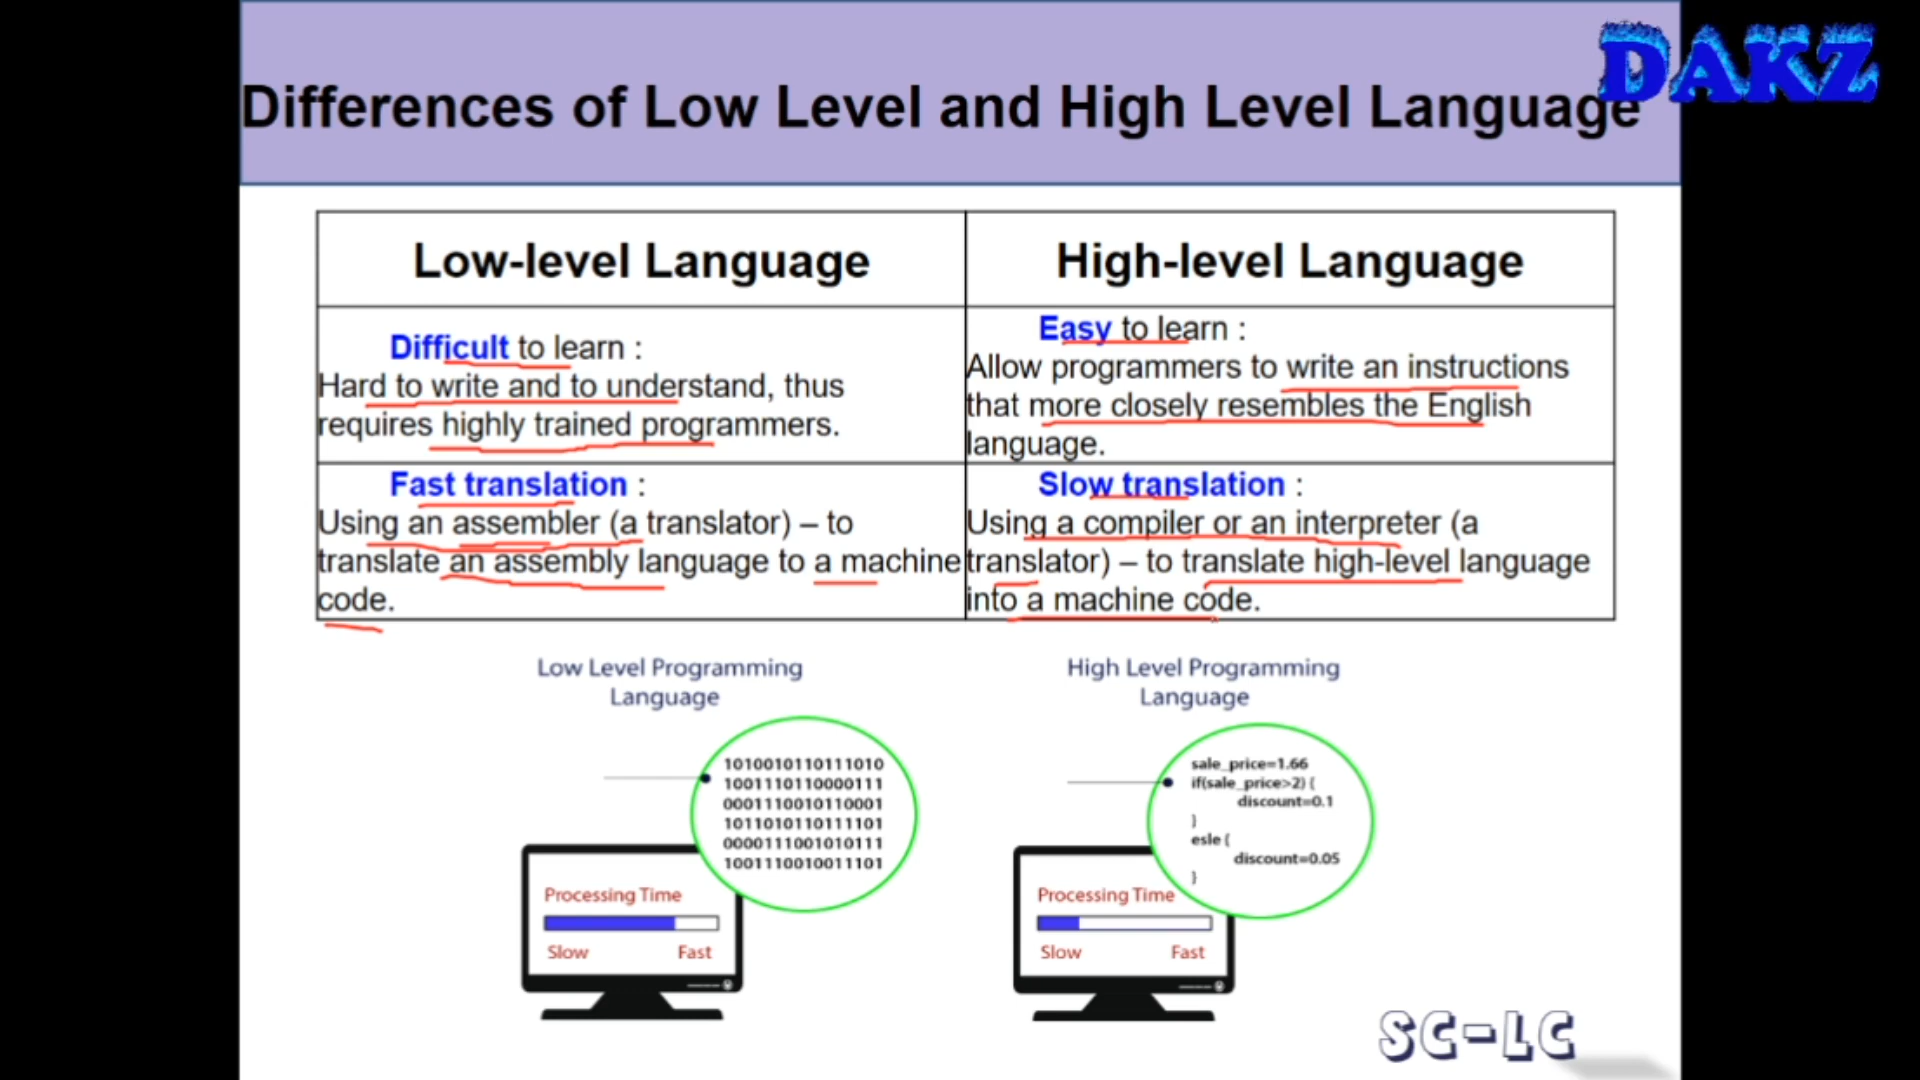 DAKZ
Differences of Low Level and High Level Language
Low-level Language
High-level Language
Difficult to learn :
Hard to write and to understand, thus
requires highly trained programmers.
Easy to learn :
Allow programmers to write an instructions
that more closely resembles the English
language.
Fast translation :
Using an assembler (a translator) – to
translate an assembly language to a machine
code.
Slow translation :
Using a compiler or an interpreter (a
translator) – to translate high-level language
into a machine code.
Low Level Programming
Language
1010010110111010
1001110110000111
0001110010110001
1011010110111101
0000111001010111
1001110010011101
Processing Time
Slow Fast
High Level Programming
Language
sale_price=1.66
if(sale_price>2) {
discount=0.1
}
esle {
discount=0.05
}
Processing Time
Slow Fast
SC-LC